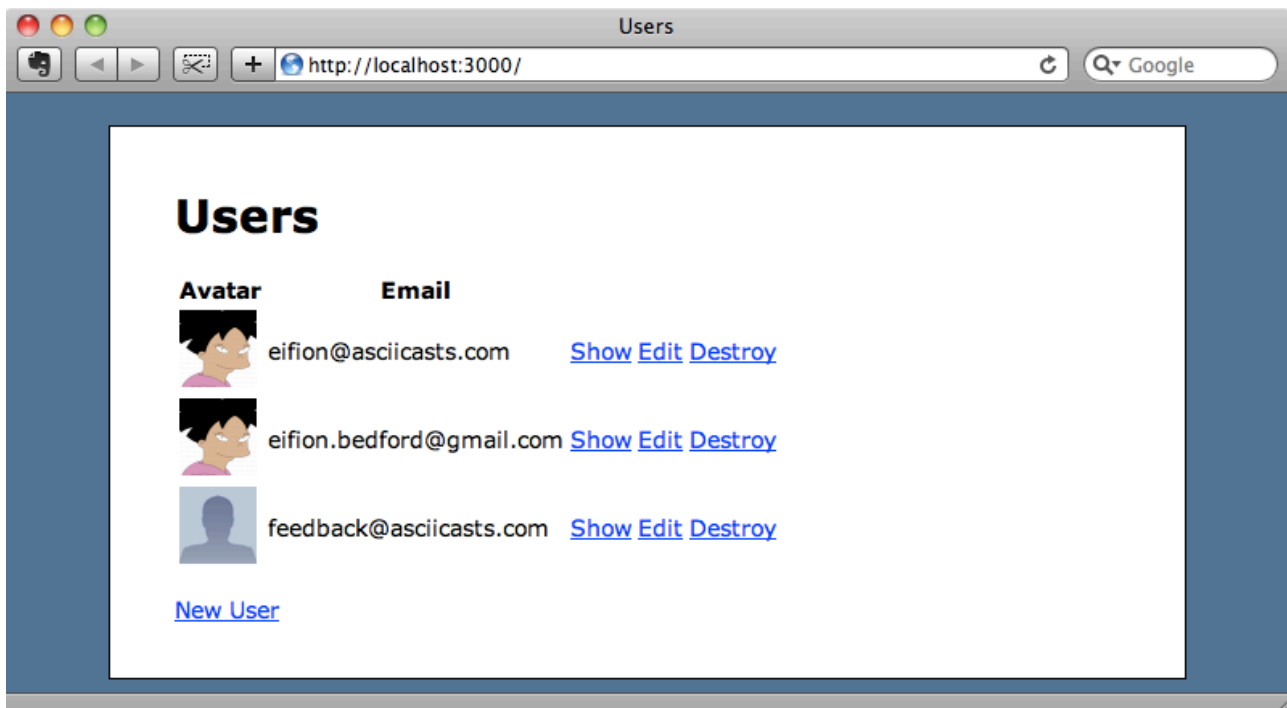 Users
http://localhost:3000/
Google
Users
Avatar Email
eifion@asciicasts.com Show Edit Destroy
eifion.bedford@gmail.com Show Edit Destroy
feedback@asciicasts.com Show Edit Destroy
New User